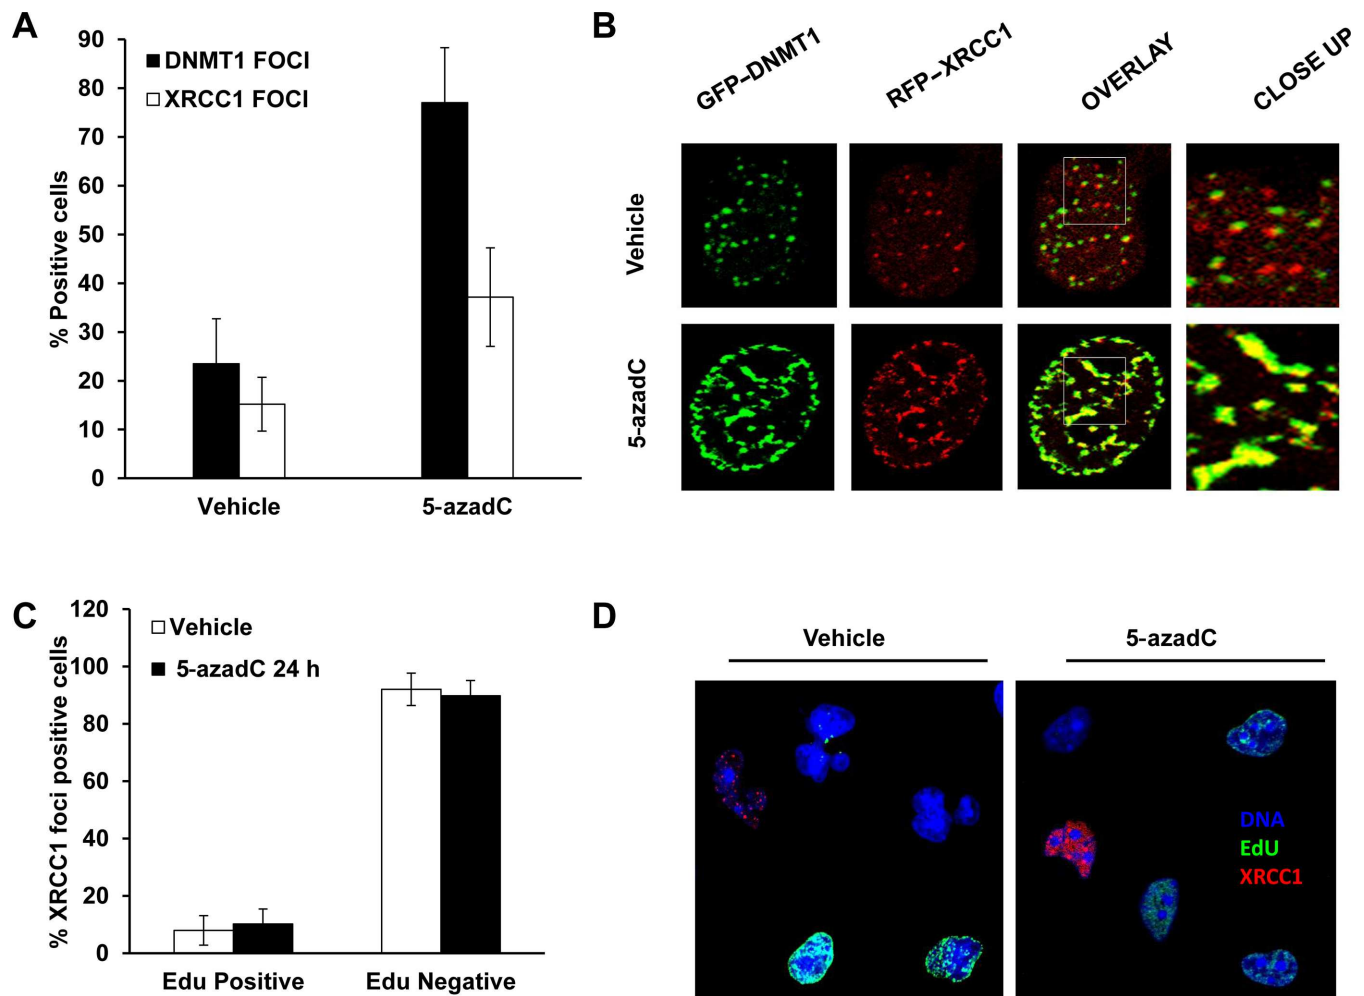 A
90
80
70
60
50
40
30
20
10
0
% Positive cells
DNMT1 FOCI
XRCC1 FOCI
Vehicle
5-azadC
B
GFP–DNMT1
RFP–XRCC1
OVERLAY
CLOSE UP
Vehicle
5-azadC
C
120
100
80
60
40
20
0
% XRCC1 foci positive cells
Vehicle
5-azadC 24 h
Edu Positive
Edu Negative
D
Vehicle
5-azadC
DNA
EdU
XRCC1